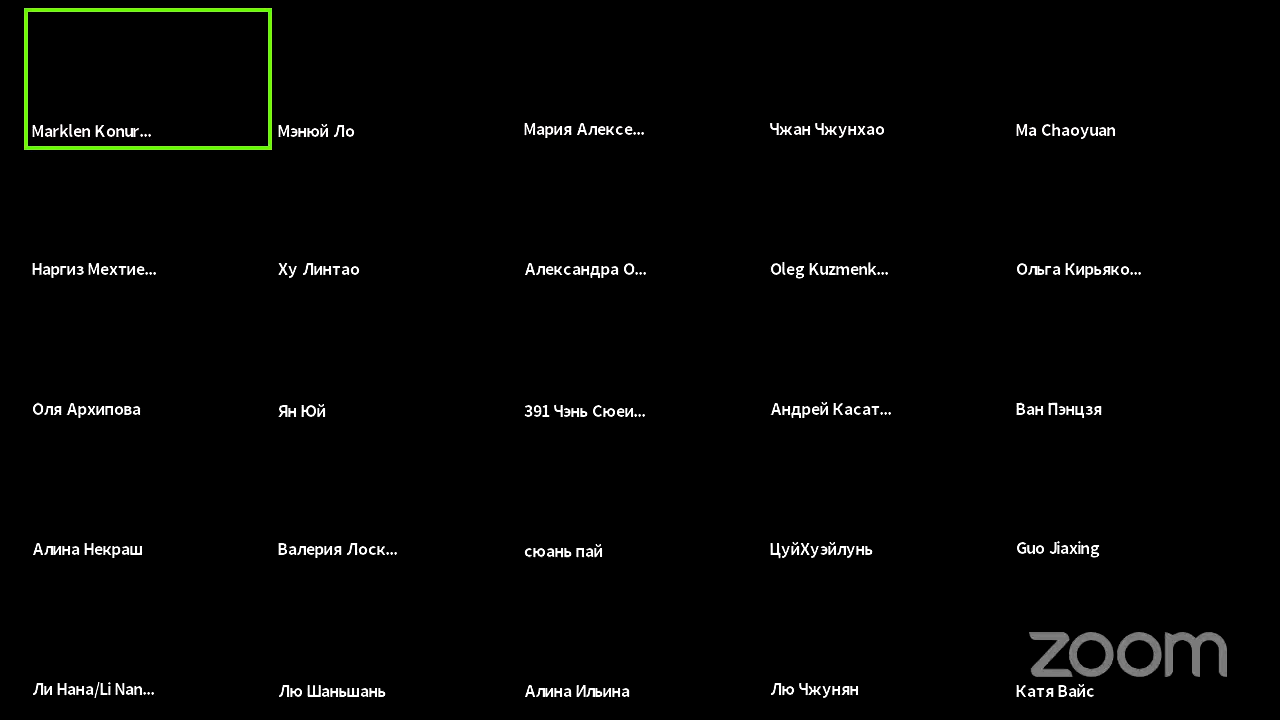 Marklen Konur...
Мэнюй Ло
Мария Алексе...
Чжан Чжунхао
Ma Chaoyuan
Наргиз Мехтие...
Ху Линтао
Александра О...
Oleg Kuzmenk...
Ольга Кирьяко...
Оля Архипова
Ян Юй
391 Чэнь Сюеи...
Андрей Касат...
Ван Пэнцзя
Алина Некраш
Валерия Лоск...
сюань пай
ЦуйХуэйлунь
Guo Jiaxing
Ли Нана/Li Nan...
Лю Шаньшань
Алина Ильина
Лю Чжунян
Катя Вайс
zoom